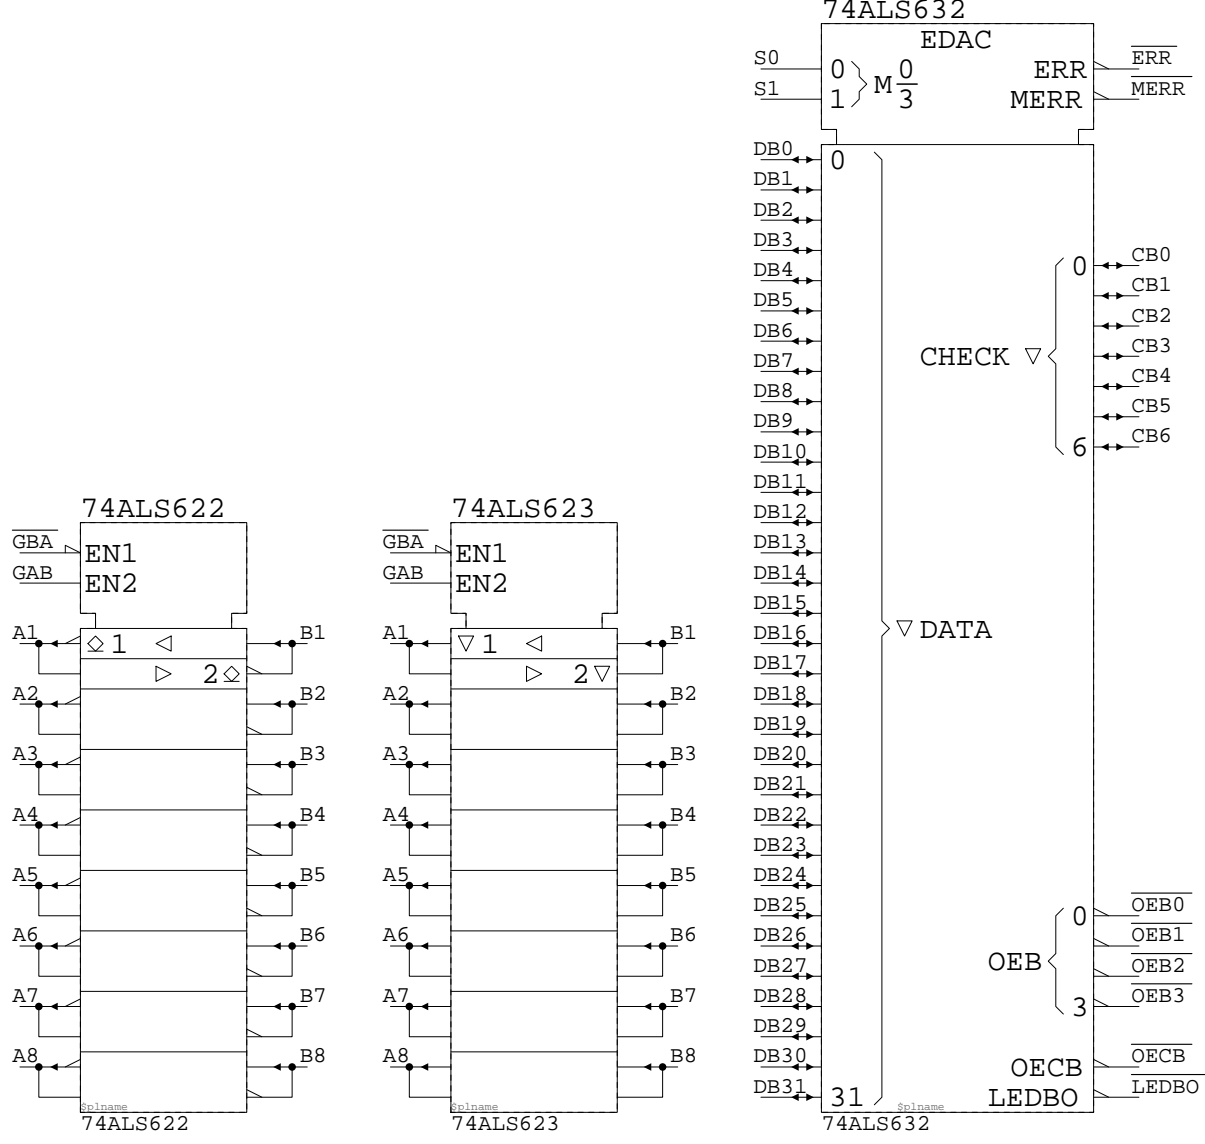 74ALS632
EDAC
S0 0 M 0 ERR ERR
S1 1 3 MERR MERR
DB0 0
DB1
DB2
DB3
CB0
DB4 0
CB1
DB5
CB2
DB6
CHECK CB3
DB7
CB4
DB8
CB5
DB9
CB6
DB10 6
DB11
74ALS622 74ALS623
DB12
GBA GBA DB13
EN1 EN1
GAB GAB DB14
EN2 EN2
DB15
A1 1 B1 A1 1 B1 DB16 DATA
2 2 DB17
A2 B2 A2 B2 DB18
DB19
A3 B3 A3 B3 DB20
DB21
A4 B4 A4 B4 DB22
DB23
A5 B5 A5 B5 DB24
DB25 0 OEB0
A6 B6 A6 B6 DB26 OEB1
DB27 OEB OEB2
A7 B7 A7 B7 DB28 3 OEB3
DB29
A8 B8 A8 B8 DB30 OECB OECB
DB31 31 LEDBO LEDBO
$plname $plname $plname
74ALS622 74ALS623 74ALS632